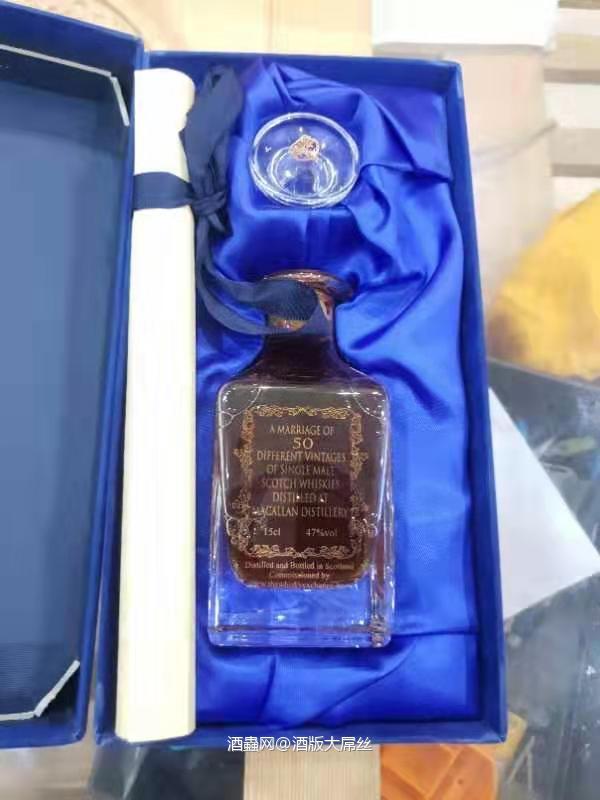 A MARRIAGE OF
50
DIFFERENT VINTAGES
OF SINGLE MALT
SCOTCH WHISKIES
DISTILLED AT
MACALLAN DISTILLERY
15cl 47%vol
Distilled and Bottled in Scotland
Commissioned by
酒蟲网@酒版大屌丝